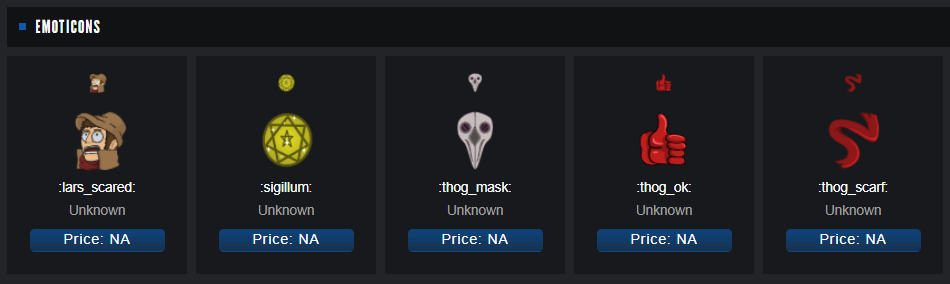 EMOTICONS
:lars_scared:
Unknown
Price: NA
:sigillum:
Unknown
Price: NA
:thog_mask:
Unknown
Price: NA
:thog_ok:
Unknown
Price: NA
:thog_scarf:
Unknown
Price: NA